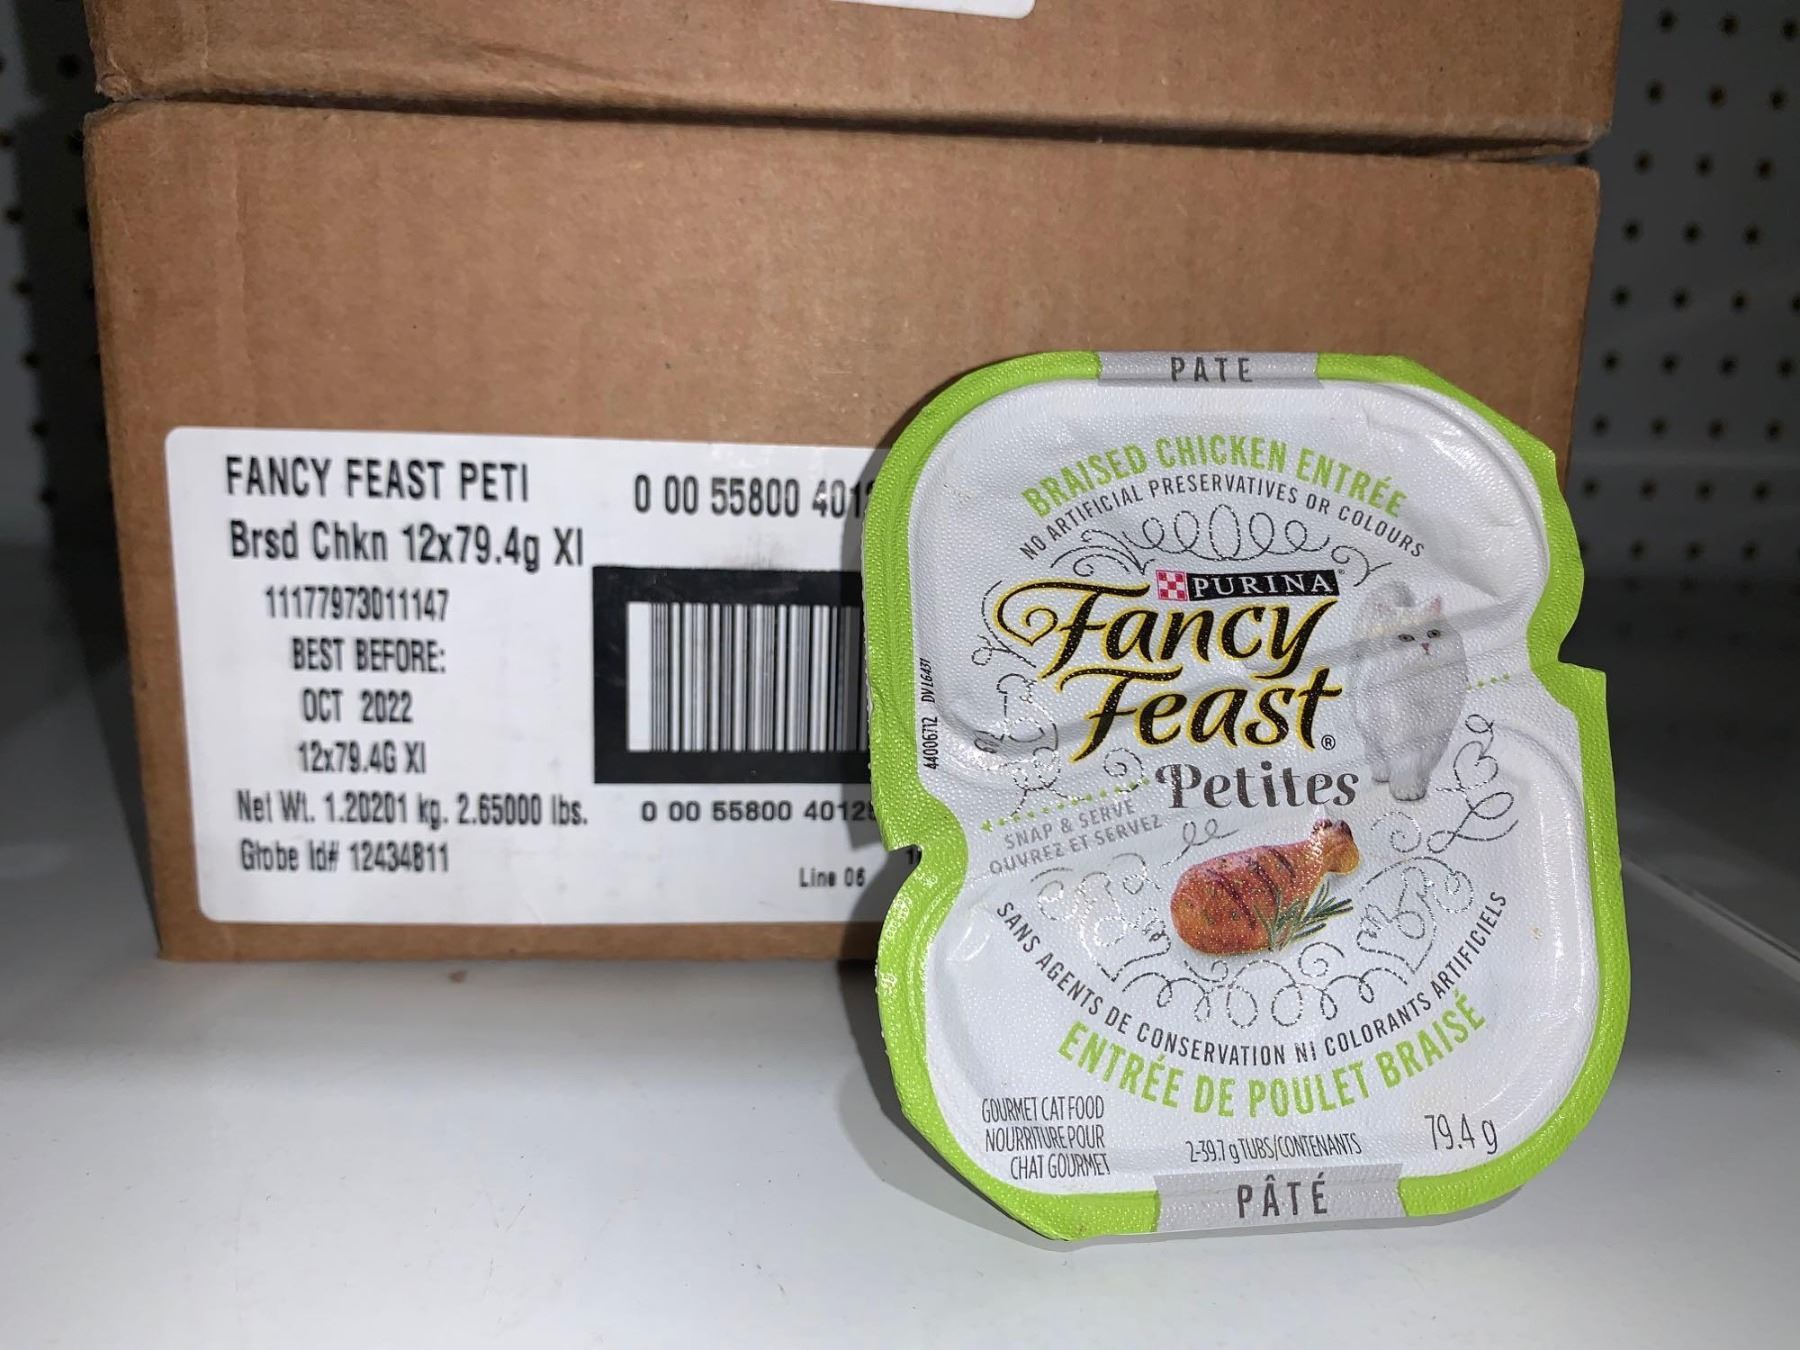 FANCY FEAST PETI
Brsd Chkn 12x79.4g XI
11177973011147
BEST BEFORE:
OCT 2022
12x79.4G XI
Net Wt. 1.20201 kg. 2.65000 lbs.
Globe Id# 12434811
0 00 55800 401
0 00 55800 4012
Line 06
PATE
BRAISED CHICKEN ENTRÉE
NO ARTIFICIAL PRESERVATIVES OR COLOURS
PURINA
Fancy
Feast®
Petites
44006712 DVL6437
SNAP & SERVE
OUVREZ ET SERVEZ
SANS AGENTS DE CONSERVATION NI COLORANTS ARTIFICIELS
ENTRÉE DE POULET BRAISÉ
GOURMET CAT FOOD
NOURRITURE POUR
CHAT GOURMET
2-39.7 g TUBS/CONTENANTS
79.4 g
PÂTÉ